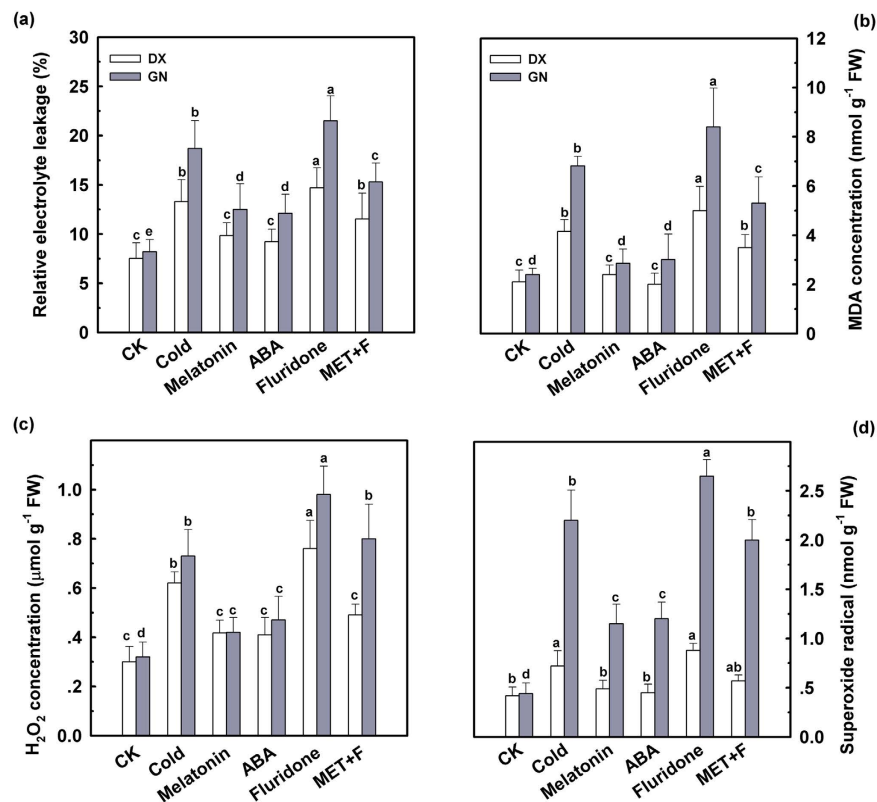 (a)
Relative electrolyte leakage (%)
30
25
20
15
10
5
0
DX
GN
c e
b b
c d
c d
a a
b c
CK Cold Melatonin ABA Fluridone MET+F
(b)
MDA concentration (nmol g⁻¹ FW)
12
10
8
6
4
2
0
DX
GN
c d
b b
c d
c d
a a
b c
CK Cold Melatonin ABA Fluridone MET+F
(c)
H₂O₂ concentration (µmol g⁻¹ FW)
1.0
.8
.6
.4
.2
0.0
c d
b b
c c
c c
a a
c b
CK Cold Melatonin ABA Fluridone MET+F
(d)
Superoxide radical (nmol g⁻¹ FW)
2.5
2.0
1.5
1.0
.5
0.0
c d
a b
b c
b c
a a
ab b
CK Cold Melatonin ABA Fluridone MET+F